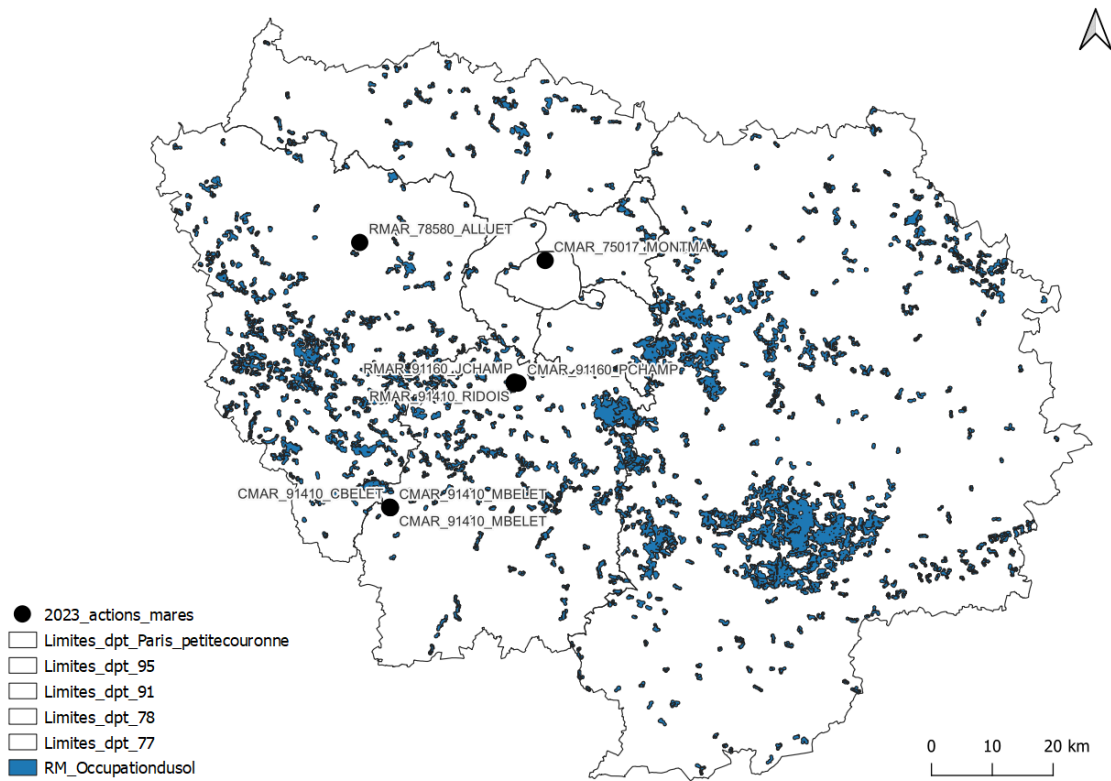 RMAR_78580_ALLUET
CMAR_75017_MONTMA
RMAR_91160_JCHAMP
CMAR_91160_PCHAMP
RMAR_91410_RIDOIS
CMAR_91410_CBELET
CMAR_91410_MBELET
CMAR_91410_MBELET
2023_actions_mares
Limites_dpt_Paris_petitecouronne
Limites_dpt_95
Limites_dpt_91
Limites_dpt_78
Limites_dpt_77
RM_Occupationdusol
0 10 20 km